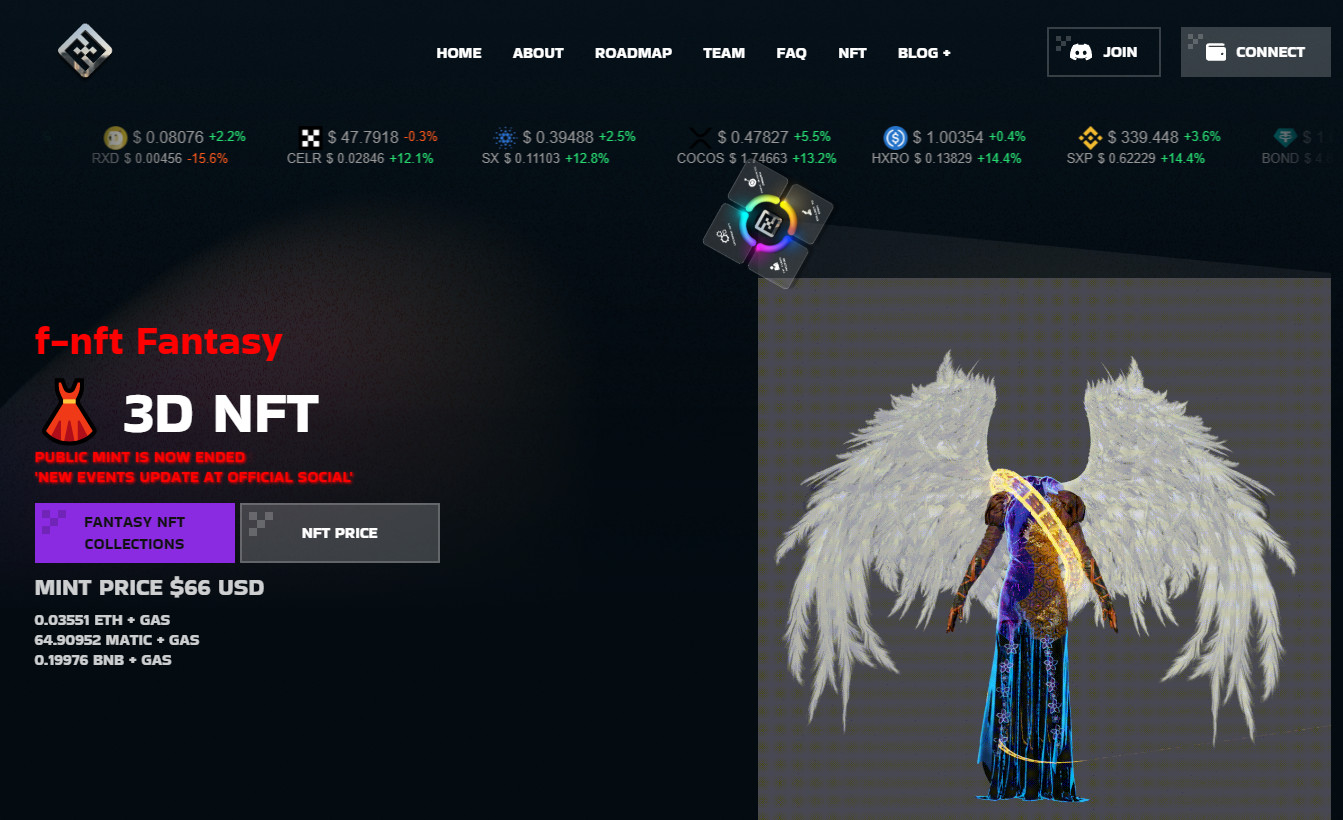 HOME ABOUT ROADMAP TEAM FAQ NFT BLOG + JOIN CONNECT
$ 0.08076 +2.2% $ 47.7918 -0.3% $ 0.39488 +2.5% $ 0.47827 +5.5% $ 1.00354 +0.4% $ 339.448 +3.6%
RXD $ 0.00456 -15.6% CELR $ 0.02846 +12.1% SX $ 0.11103 +12.8% COCOS $ 1.74663 +13.2% HXRO $ 0.13829 +14.4% SXP $ 0.62229 +14.4% BOND
f-nft Fantasy
3D NFT
PUBLIC MINT IS NOW ENDED
'NEW EVENTS UPDATE AT OFFICIAL SOCIAL'
FANTASY NFT
COLLECTIONS
NFT PRICE
MINT PRICE $66 USD
0.03551 ETH + GAS
64.90952 MATIC + GAS
0.19976 BNB + GAS